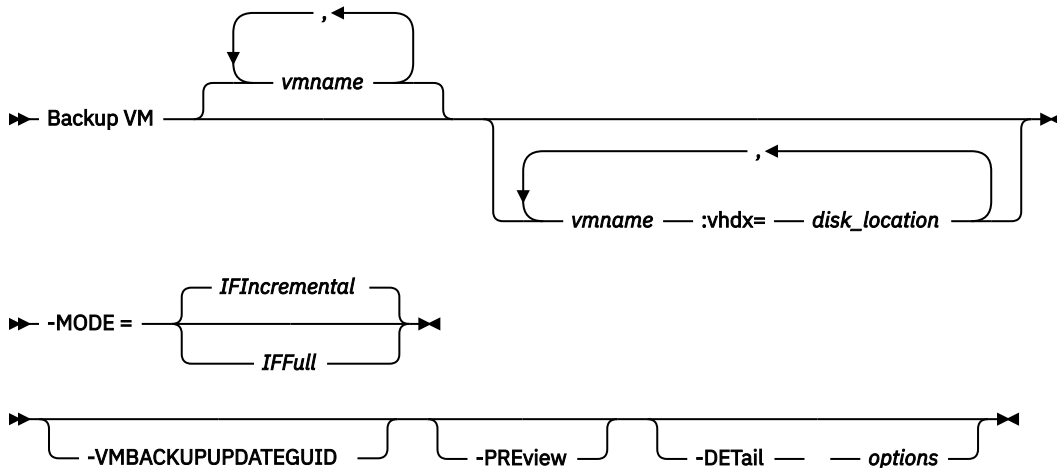 ,
vmname
Backup VM
,
vmname :vhdx= disk_location
IFIncremental
-MODE =
IFFull
-VMBACKUPUPDATEGUID -PREview -DETail options